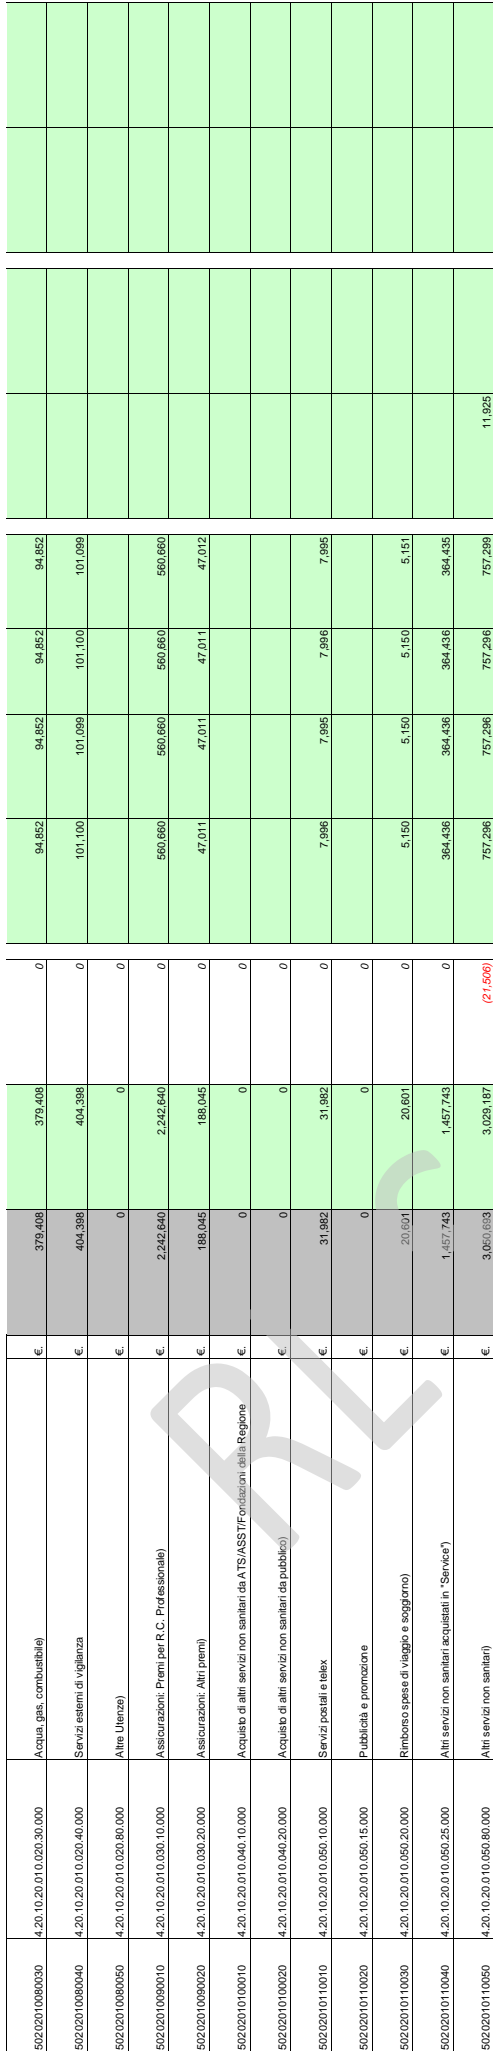 502020100800​30 4.20.10.20.010.020.30.000 Acqua, gas, combustibile) €. 379,408 379,408 0 94,852 94,852 94,852 94,852
50202010080040 4.20.10.20.010.020.40.000 Servizi esterni di vigilanza €. 404,398 404,398 0 101,100 101,099 101,100 101,099
50202010080050 4.20.10.20.010.020.80.000 Altre Utenze) €. 0 0 0
50202010090010 4.20.10.20.010.030.10.000 Assicurazioni: Premi per R.C. Professionale) €. 2,242,640 2,242,640 0 560,660 560,660 560,660 560,660
50202010090020 4.20.10.20.010.030.20.000 Assicurazioni: Altri premi) €. 188,045 188,045 0 47,011 47,011 47,011 47,012
50202010100010 4.20.10.20.010.040.10.000 Acquisto di altri servizi non sanitari da ATS/ASST/Fondazioni della Regione €. 0 0 0
50202010100020 4.20.10.20.010.040.20.000 Acquisto di altri servizi non sanitari da pubblico) €. 0 0 0
50202010110010 4.20.10.20.010.050.10.000 Servizi postali e telex €. 31,982 31,982 0 7,996 7,995 7,996 7,995
50202010110020 4.20.10.20.010.050.15.000 Pubblicità e promozione €. 0 0 0
50202010110030 4.20.10.20.010.050.20.000 Rimborso spese di viaggio e soggiorno) €. 20,601 20,601 0 5,150 5,150 5,150 5,151
50202010110040 4.20.10.20.010.050.25.000 Altri servizi non sanitari acquistati in "Service") €. 1,457,743 1,457,743 0 364,436 364,436 364,436 364,435
50202010110050 4.20.10.20.010.050.80.000 Altri servizi non sanitari) €. 3,050,693 3,029,187 (21,506) 757,296 757,296 757,296 757,299 11,925